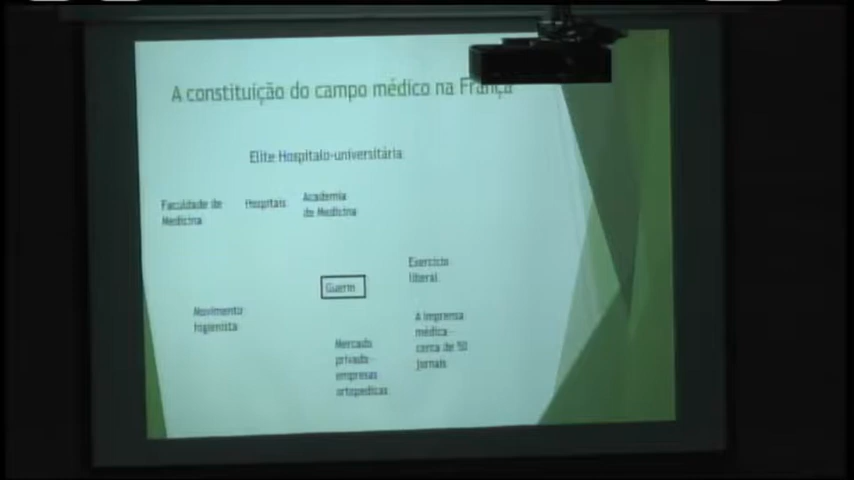 A constituição do campo médico na França
Elite Hospitalo-universitária
Faculdade de
Medicina
Hospitais
Academia
de Medicina
Exercício
liberal
Guerin
Movimento
higienista
A imprensa
médica -
cerca de 50
jornais
Mercado
privado -
empresas
ortopedicas